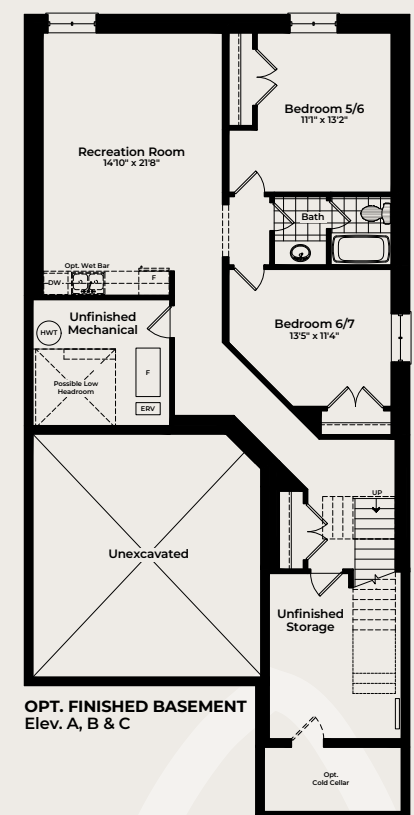 Bedroom 5/6
11'1" x 13'2"
Recreation Room
14'10" x 21'8"
Bath
Opt. Wet Bar
DW
F
Unfinished
Mechanical
HWT
F
Possible Low
Headroom
ERV
Bedroom 6/7
13'5" x 11'4"
UP
Unexcavated
Unfinished
Storage
OPT. FINISHED BASEMENT
Elev. A, B & C
Opt.
Cold Cellar